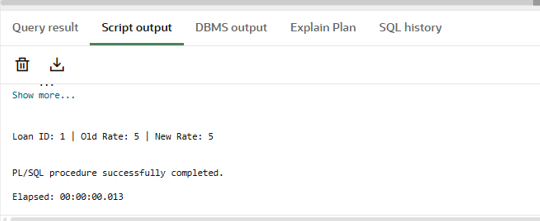 Query result Script output DBMS output Explain Plan SQL history
...
Show more...
Loan ID: 1 | Old Rate: 5 | New Rate: 5
PL/SQL procedure successfully completed.
Elapsed: 00:00:00.013